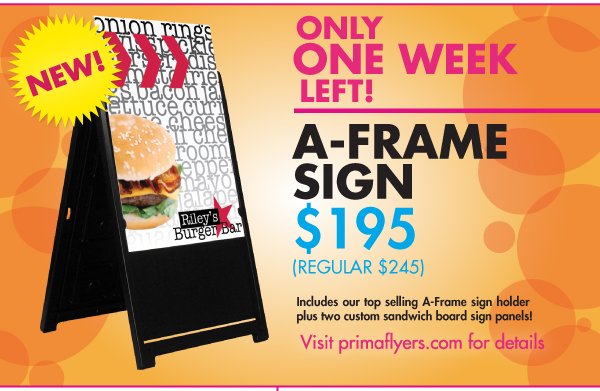 NEW!
ONLY
ONE WEEK
LEFT!
A-FRAME
SIGN
$195
(REGULAR $245)
Includes our top selling A-Frame sign holder
plus two custom sandwich board sign panels!
Visit primaflyers.com for details
onion rings
Riley's
Burger Bar